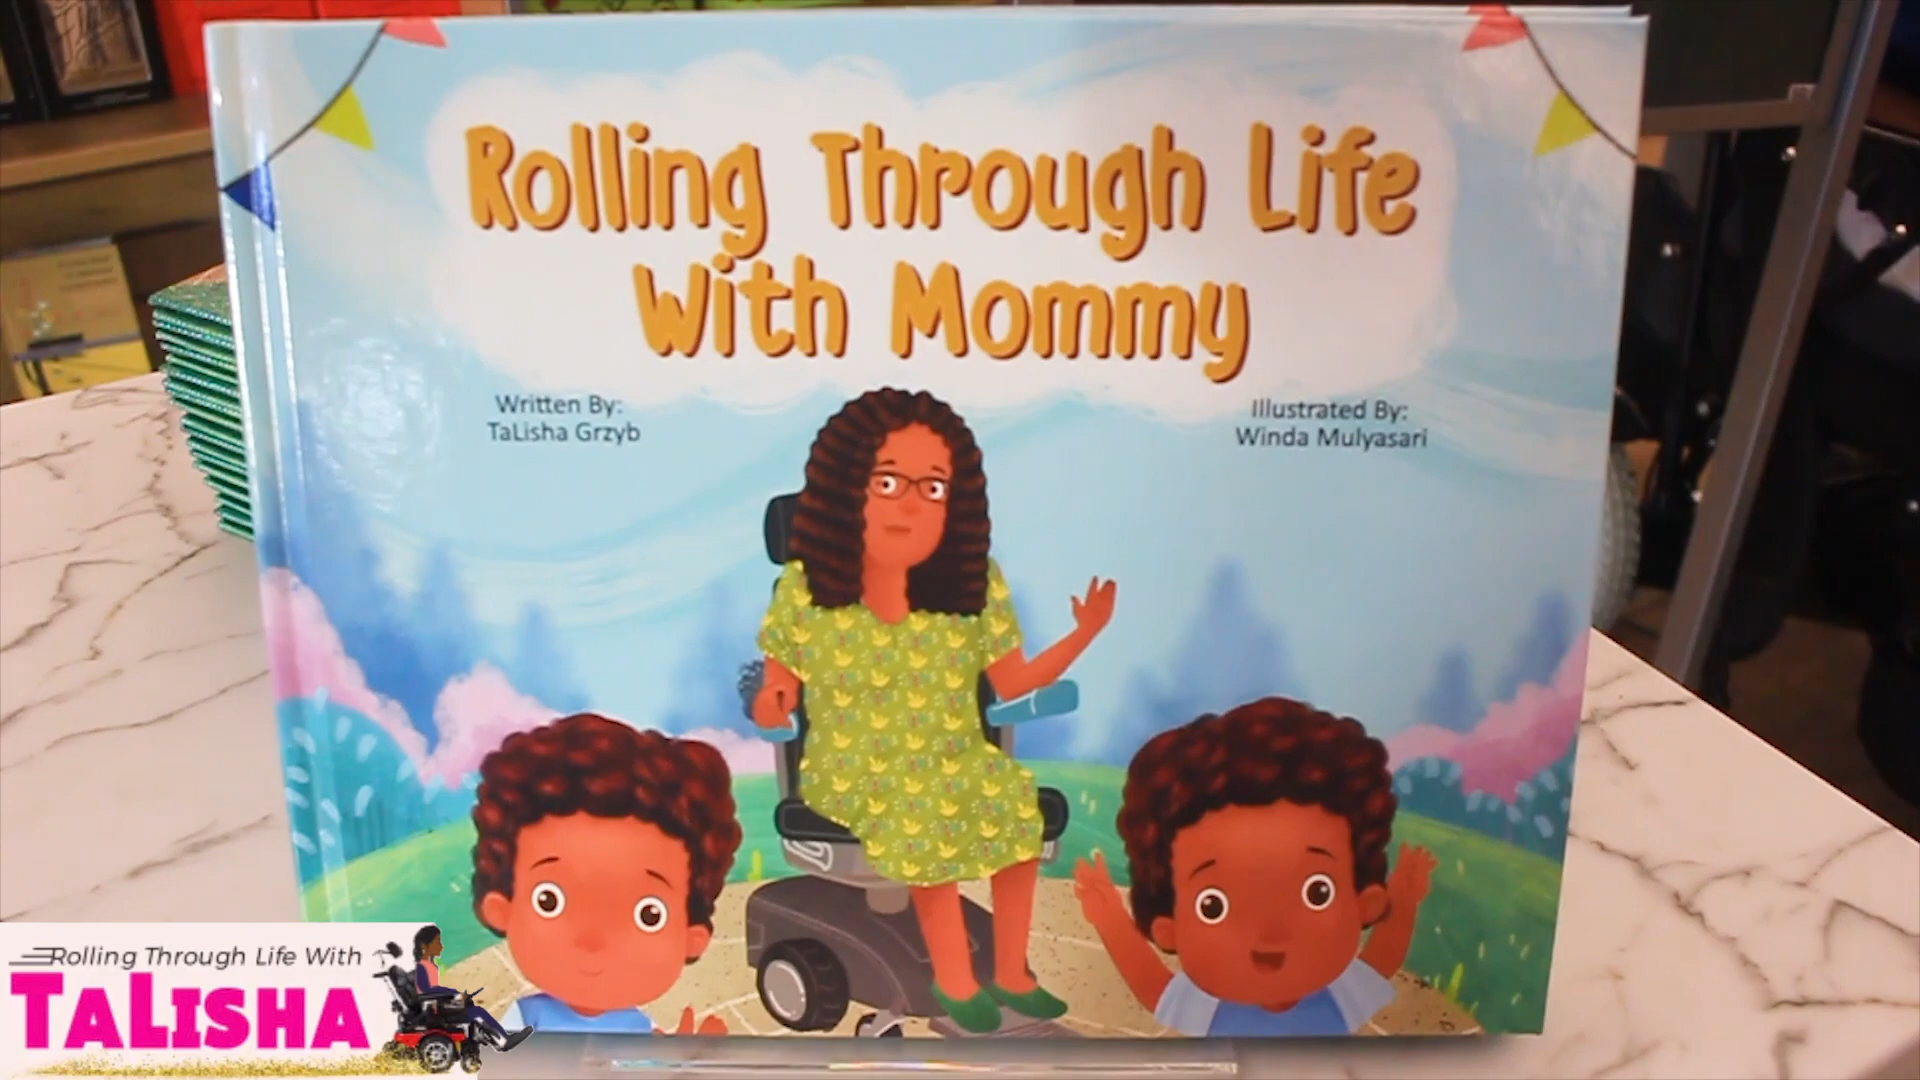 Rolling Through Life
With Mommy
Written By:
TaLisha Grzyb
Illustrated By:
Winda Mulyasari
Rolling Through Life With
TALISHA